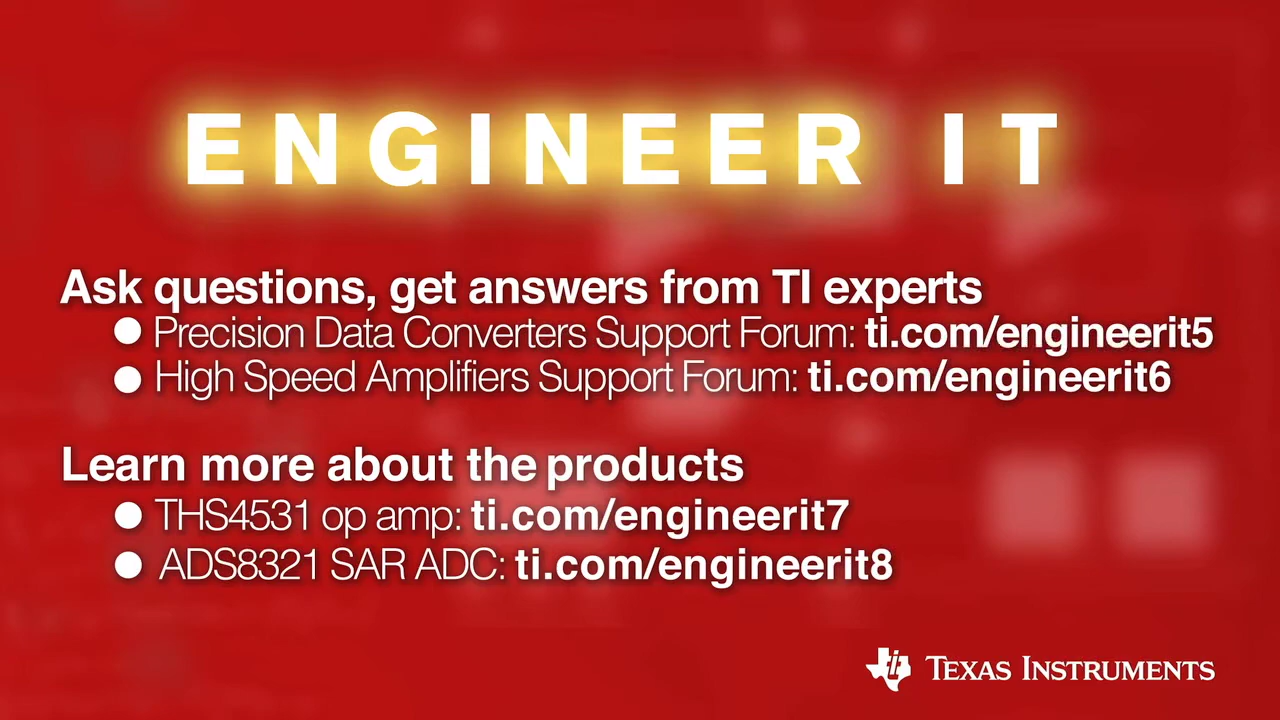 ENGINEER IT
Ask questions, get answers from TI experts
● Precision Data Converters Support Forum: ti.com/engineerit5
● High Speed Amplifiers Support Forum: ti.com/engineerit6
Learn more about the products
● THS4531 op amp: ti.com/engineerit7
● ADS8321 SAR ADC: ti.com/engineerit8
TEXAS INSTRUMENTS